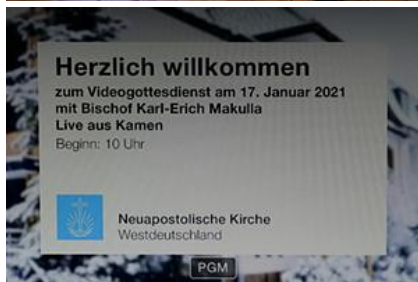 Herzlich willkommen
zum Videogottesdienst am 17. Januar 2021
mit Bischof Karl-Erich Makulla
Live aus Kamen
Beginn: 10 Uhr
Neuapostolische Kirche
Westdeutschland
PGM